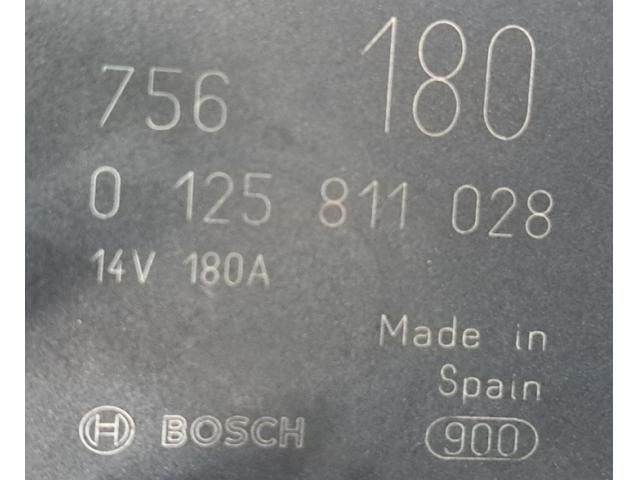 756 180
0 125 811 028
14V 180A
Made in
Spain
BOSCH 900